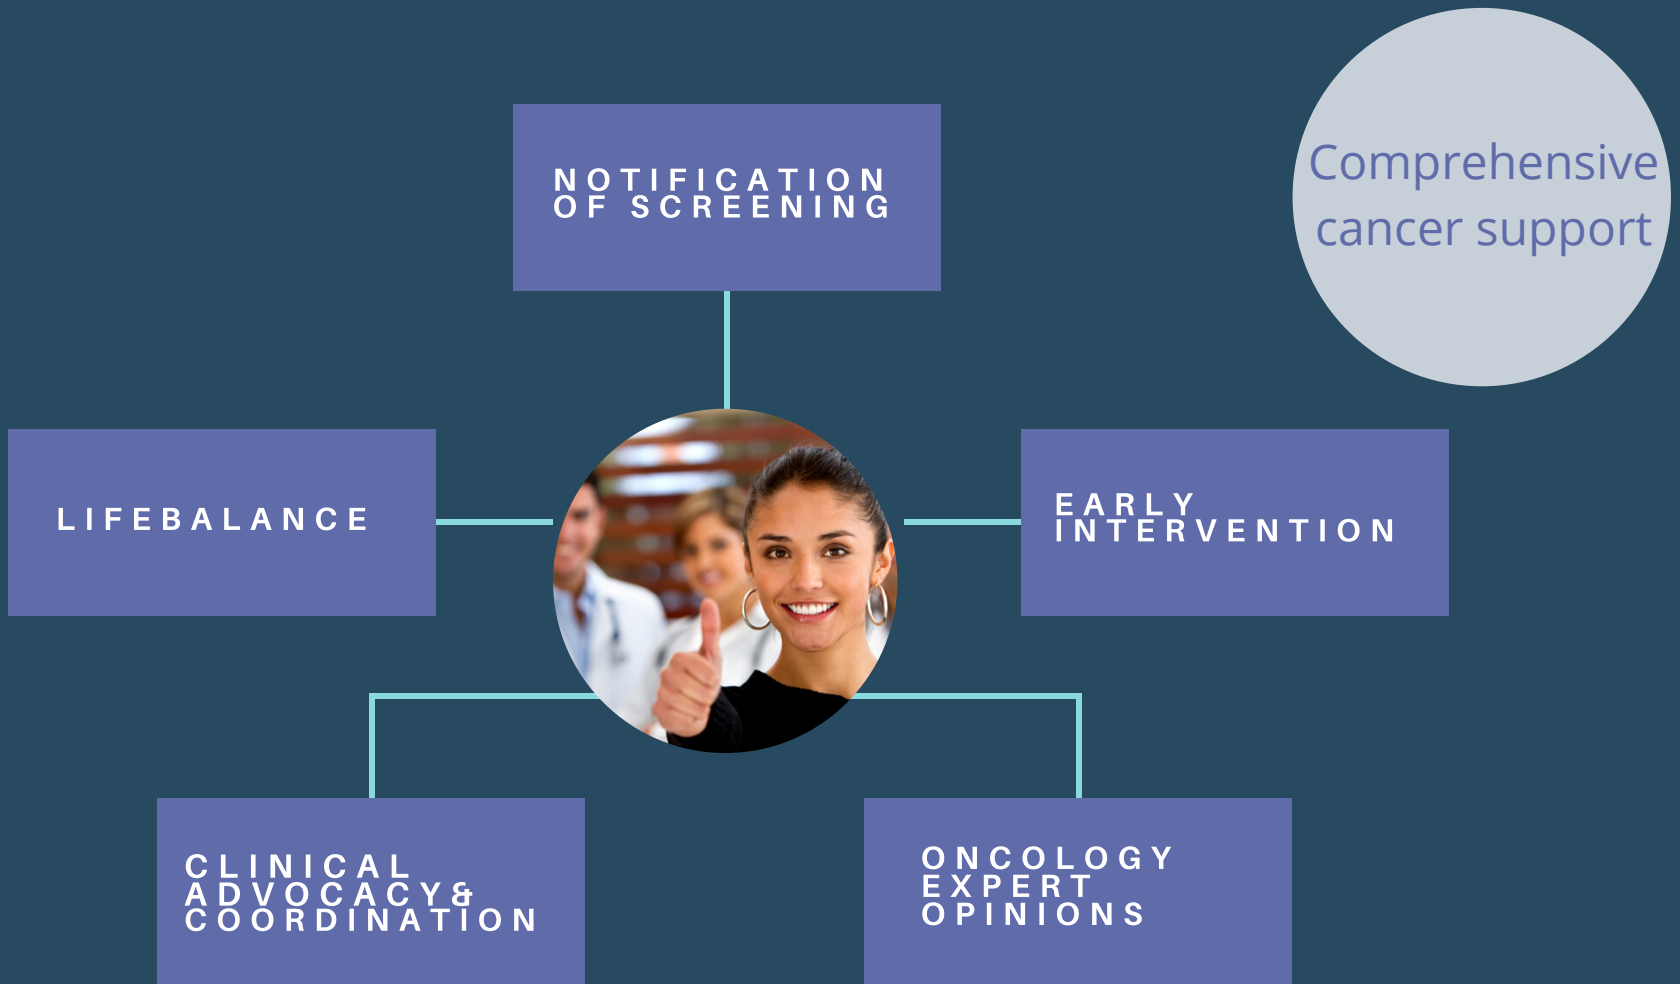 Comprehensive
cancer support
NOTIFICATION
OF SCREENING
LIFEBALANCE
EARLY
INTERVENTION
CLINICAL
ADVOCACY&
COORDINATION
ONCOLOGY
EXPERT
OPINIONS